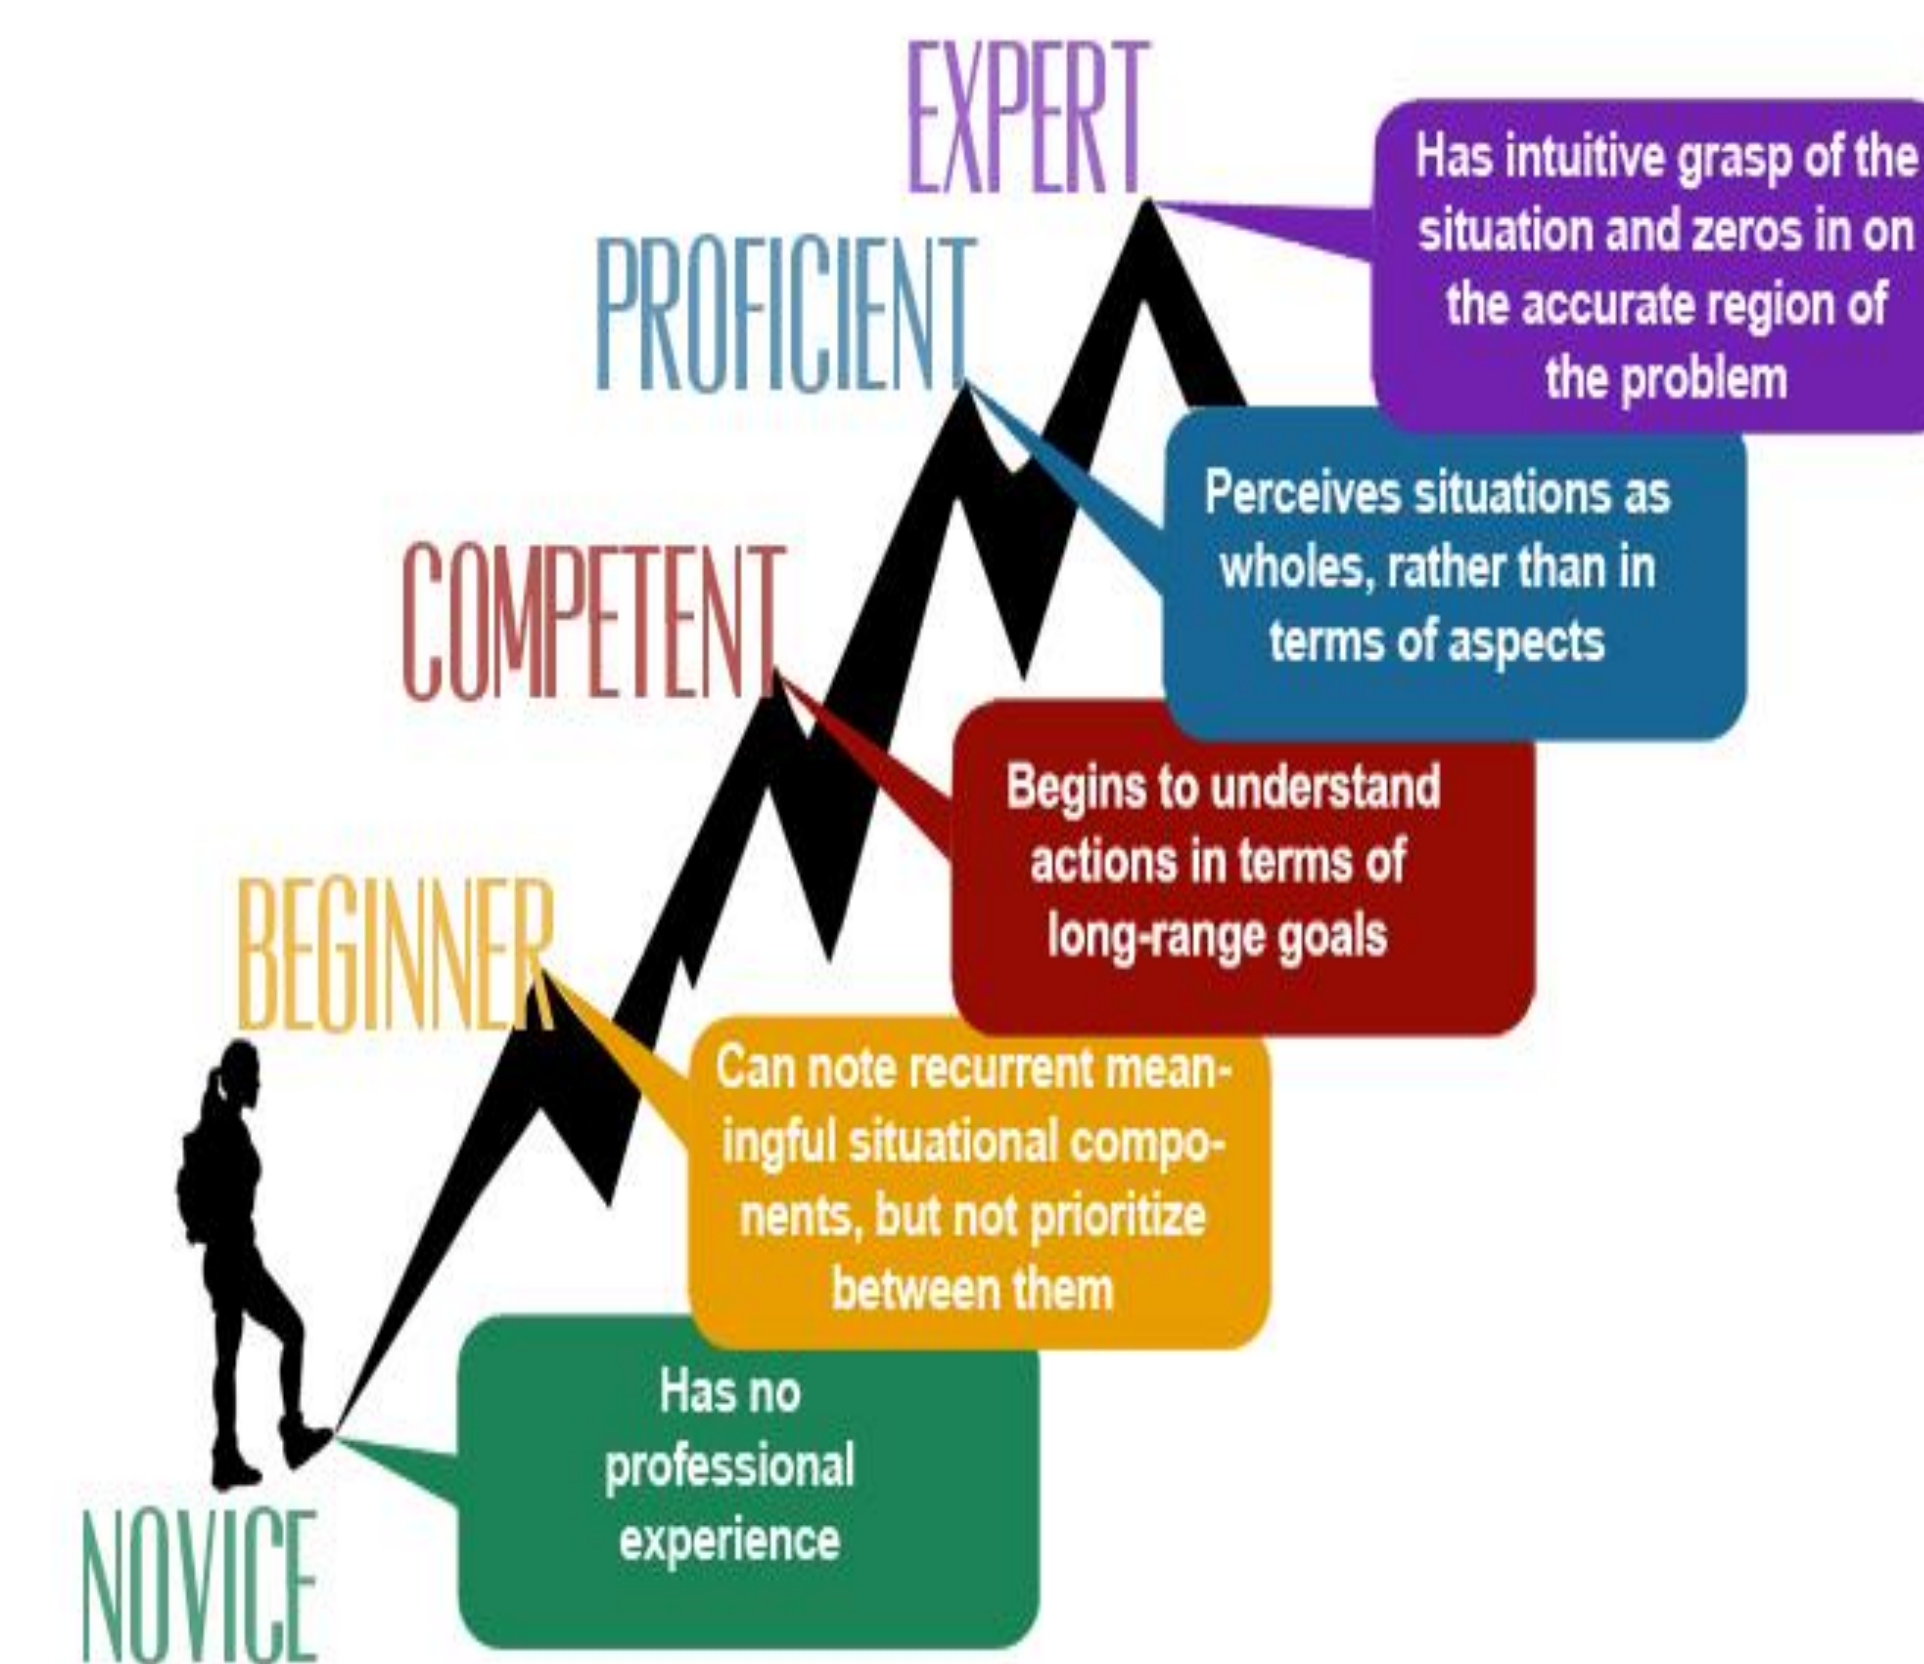 EXPERT
Has intuitive grasp of the
situation and zeros in on
the accurate region of
the problem
PROFICIENT
Perceives situations as
wholes, rather than in
terms of aspects
COMPETENT
Begins to understand
actions in terms of
long-range goals
BEGINNER
Can note recurrent mean-
ingful situational compo-
nents, but not prioritize
between them
NOVICE
Has no
professional
experience